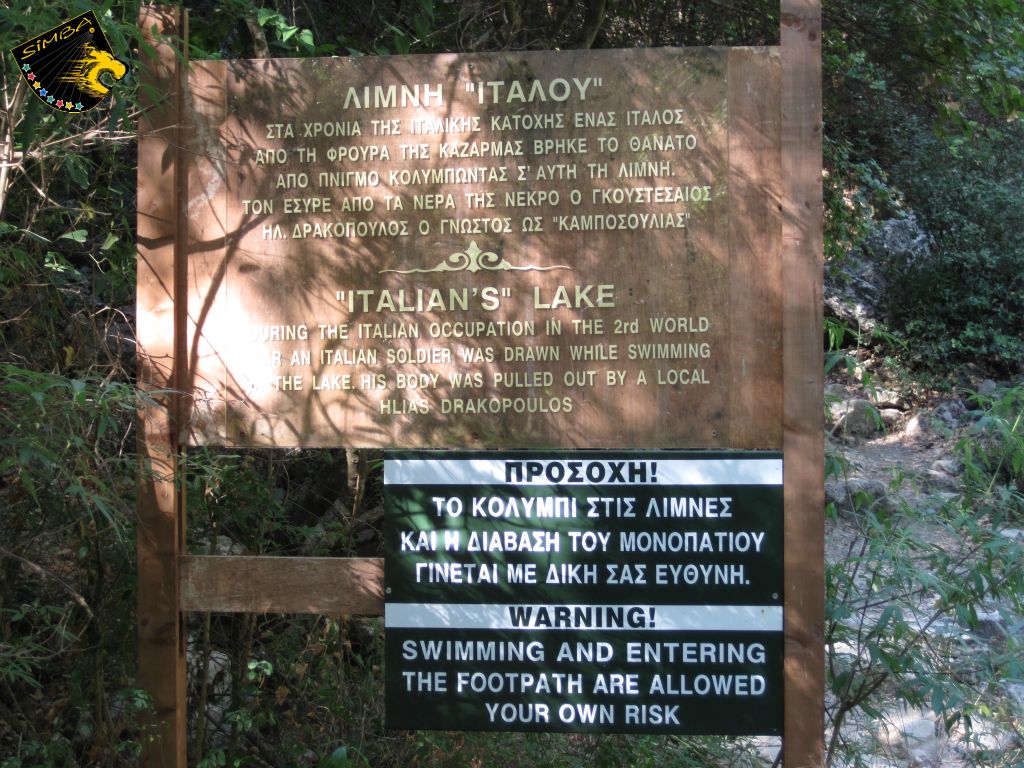 SiMBA
ΛΙΜΝΗ "ΙΤΑΛΟΥ"
ΣΤΑ ΧΡΟΝΙΑ ΤΗΣ ΙΤΑΛΙΚΗΣ ΚΑΤΟΧΗΣ ΕΝΑΣ ΙΤΑΛΟΣ
ΑΠΟ ΤΗ ΦΡΟΥΡΑ ΤΗΣ ΚΑΖΑΡΜΑΣ ΒΡΗΚΕ ΤΟ ΘΑΝΑΤΟ
ΑΠΟ ΠΝΙΓΜΟ ΚΟΛΥΜΠΩΝΤΑΣ Σ' ΑΥΤΗ ΤΗ ΛΙΜΝΗ.
ΤΟΝ ΕΣΥΡΕ ΑΠΟ ΤΑ ΝΕΡΑ ΤΗΣ ΝΕΚΡΟ Ο ΓΚΟΥΣΤΕΣΑΙΟΣ
ΗΛ. ΔΡΑΚΟΠΟΥΛΟΣ Ο ΓΝΩΣΤΟΣ ΩΣ "ΚΑΜΠΟΣΟΥΛΙΑΣ"
"ITALIAN'S" LAKE
DURING THE ITALIAN OCCUPATION IN THE 2rd WORLD
AN ITALIAN SOLDIER WAS DRAWN WHILE SWIMMING
THE LAKE. HIS BODY WAS PULLED OUT BY A LOCAL
HLIAS DRAKOPOULOS
ΠΡΟΣΟΧΗ!
ΤΟ ΚΟΛΥΜΠΙ ΣΤΙΣ ΛΙΜΝΕΣ
ΚΑΙ Η ΔΙΑΒΑΣΗ ΤΟΥ ΜΟΝΟΠΑΤΙΟΥ
ΓΙΝΕΤΑΙ ΜΕ ΔΙΚΗ ΣΑΣ ΕΥΘΥΝΗ.
WARNING!
SWIMMING AND ENTERING
THE FOOTPATH ARE ALLOWED
YOUR OWN RISK